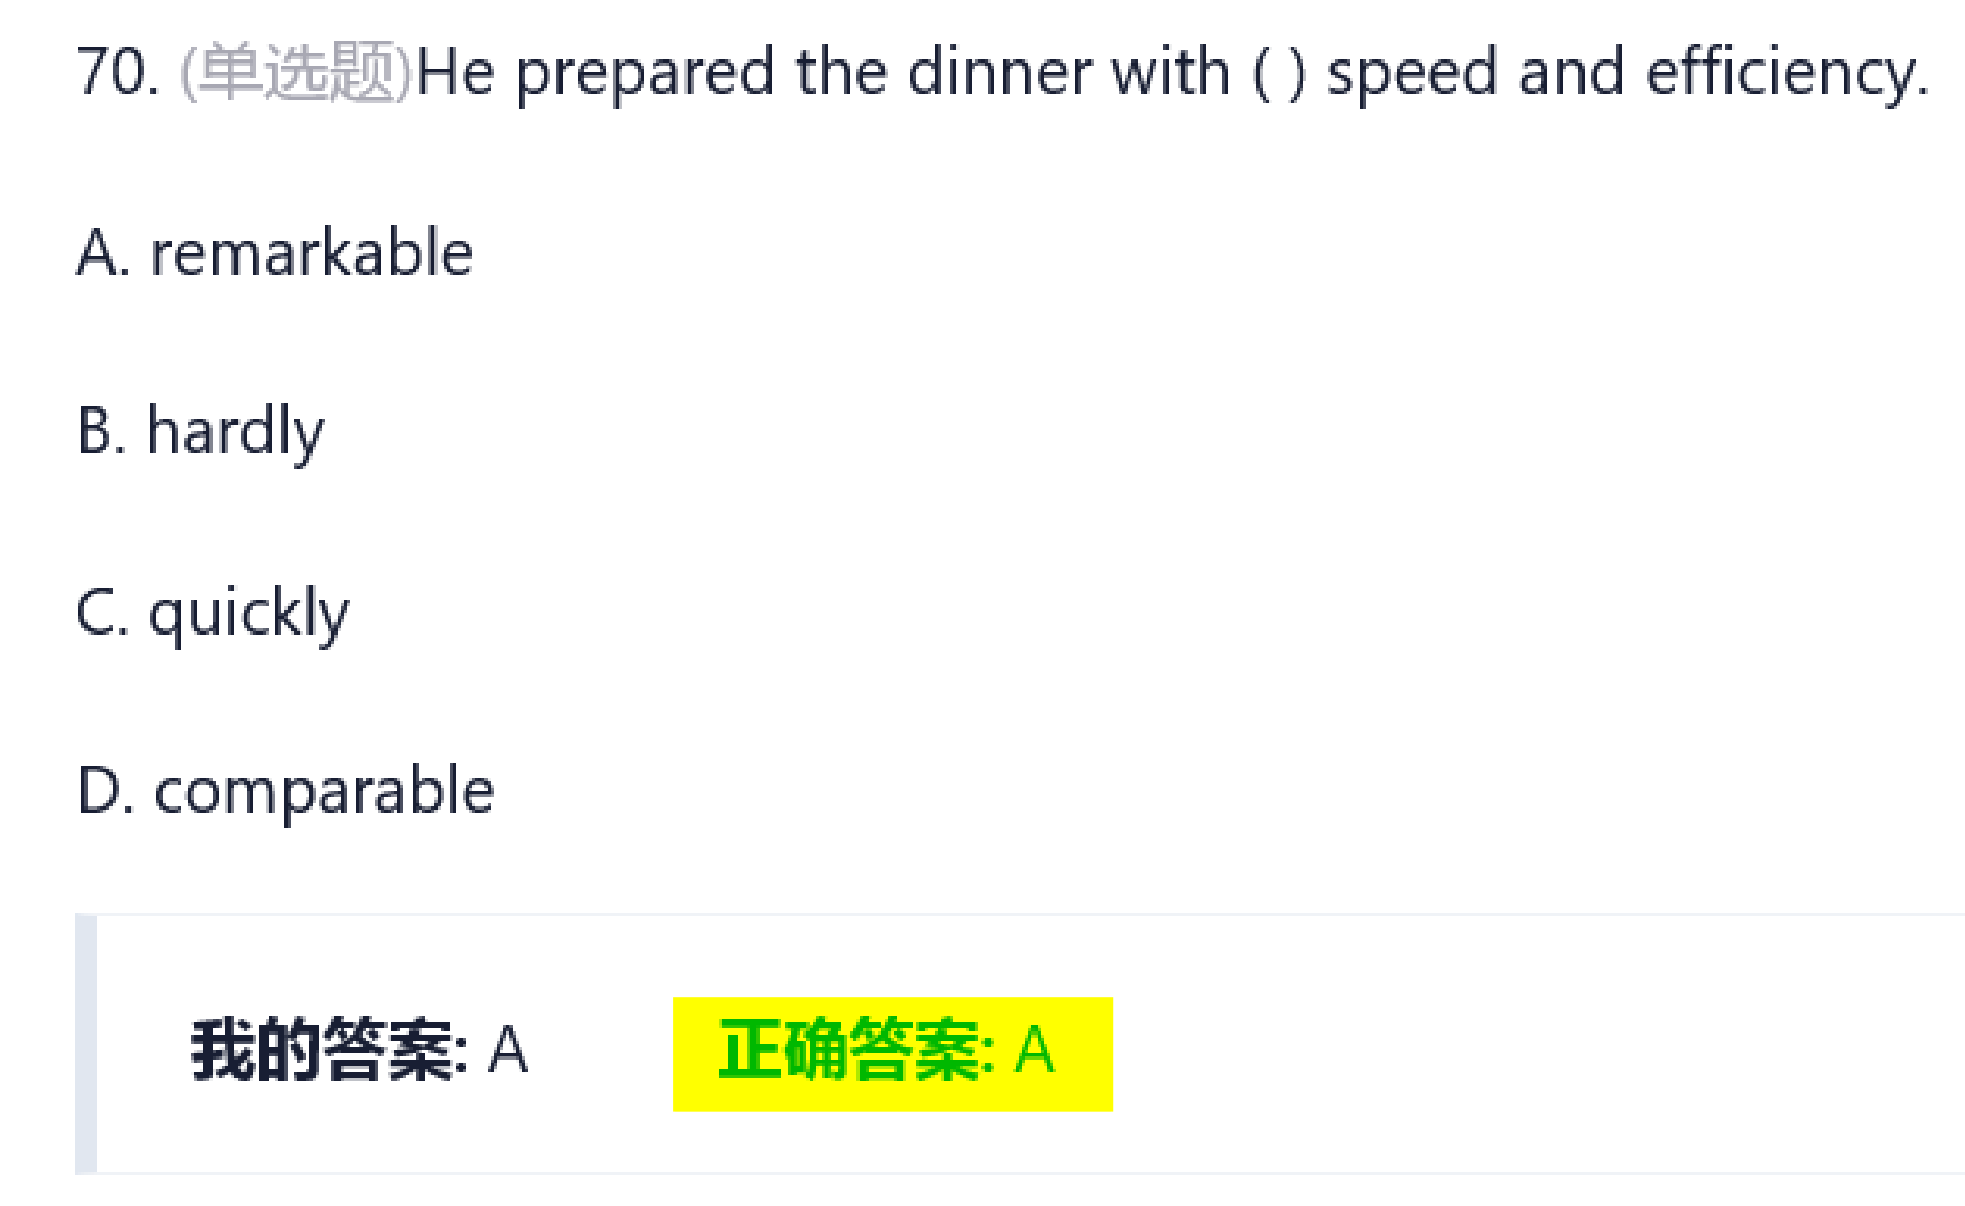 70. (单选题)He prepared the dinner with ( ) speed and efficiency.
A. remarkable
B. hardly
C. quickly
D. comparable
我的答案: A 正确答案: A